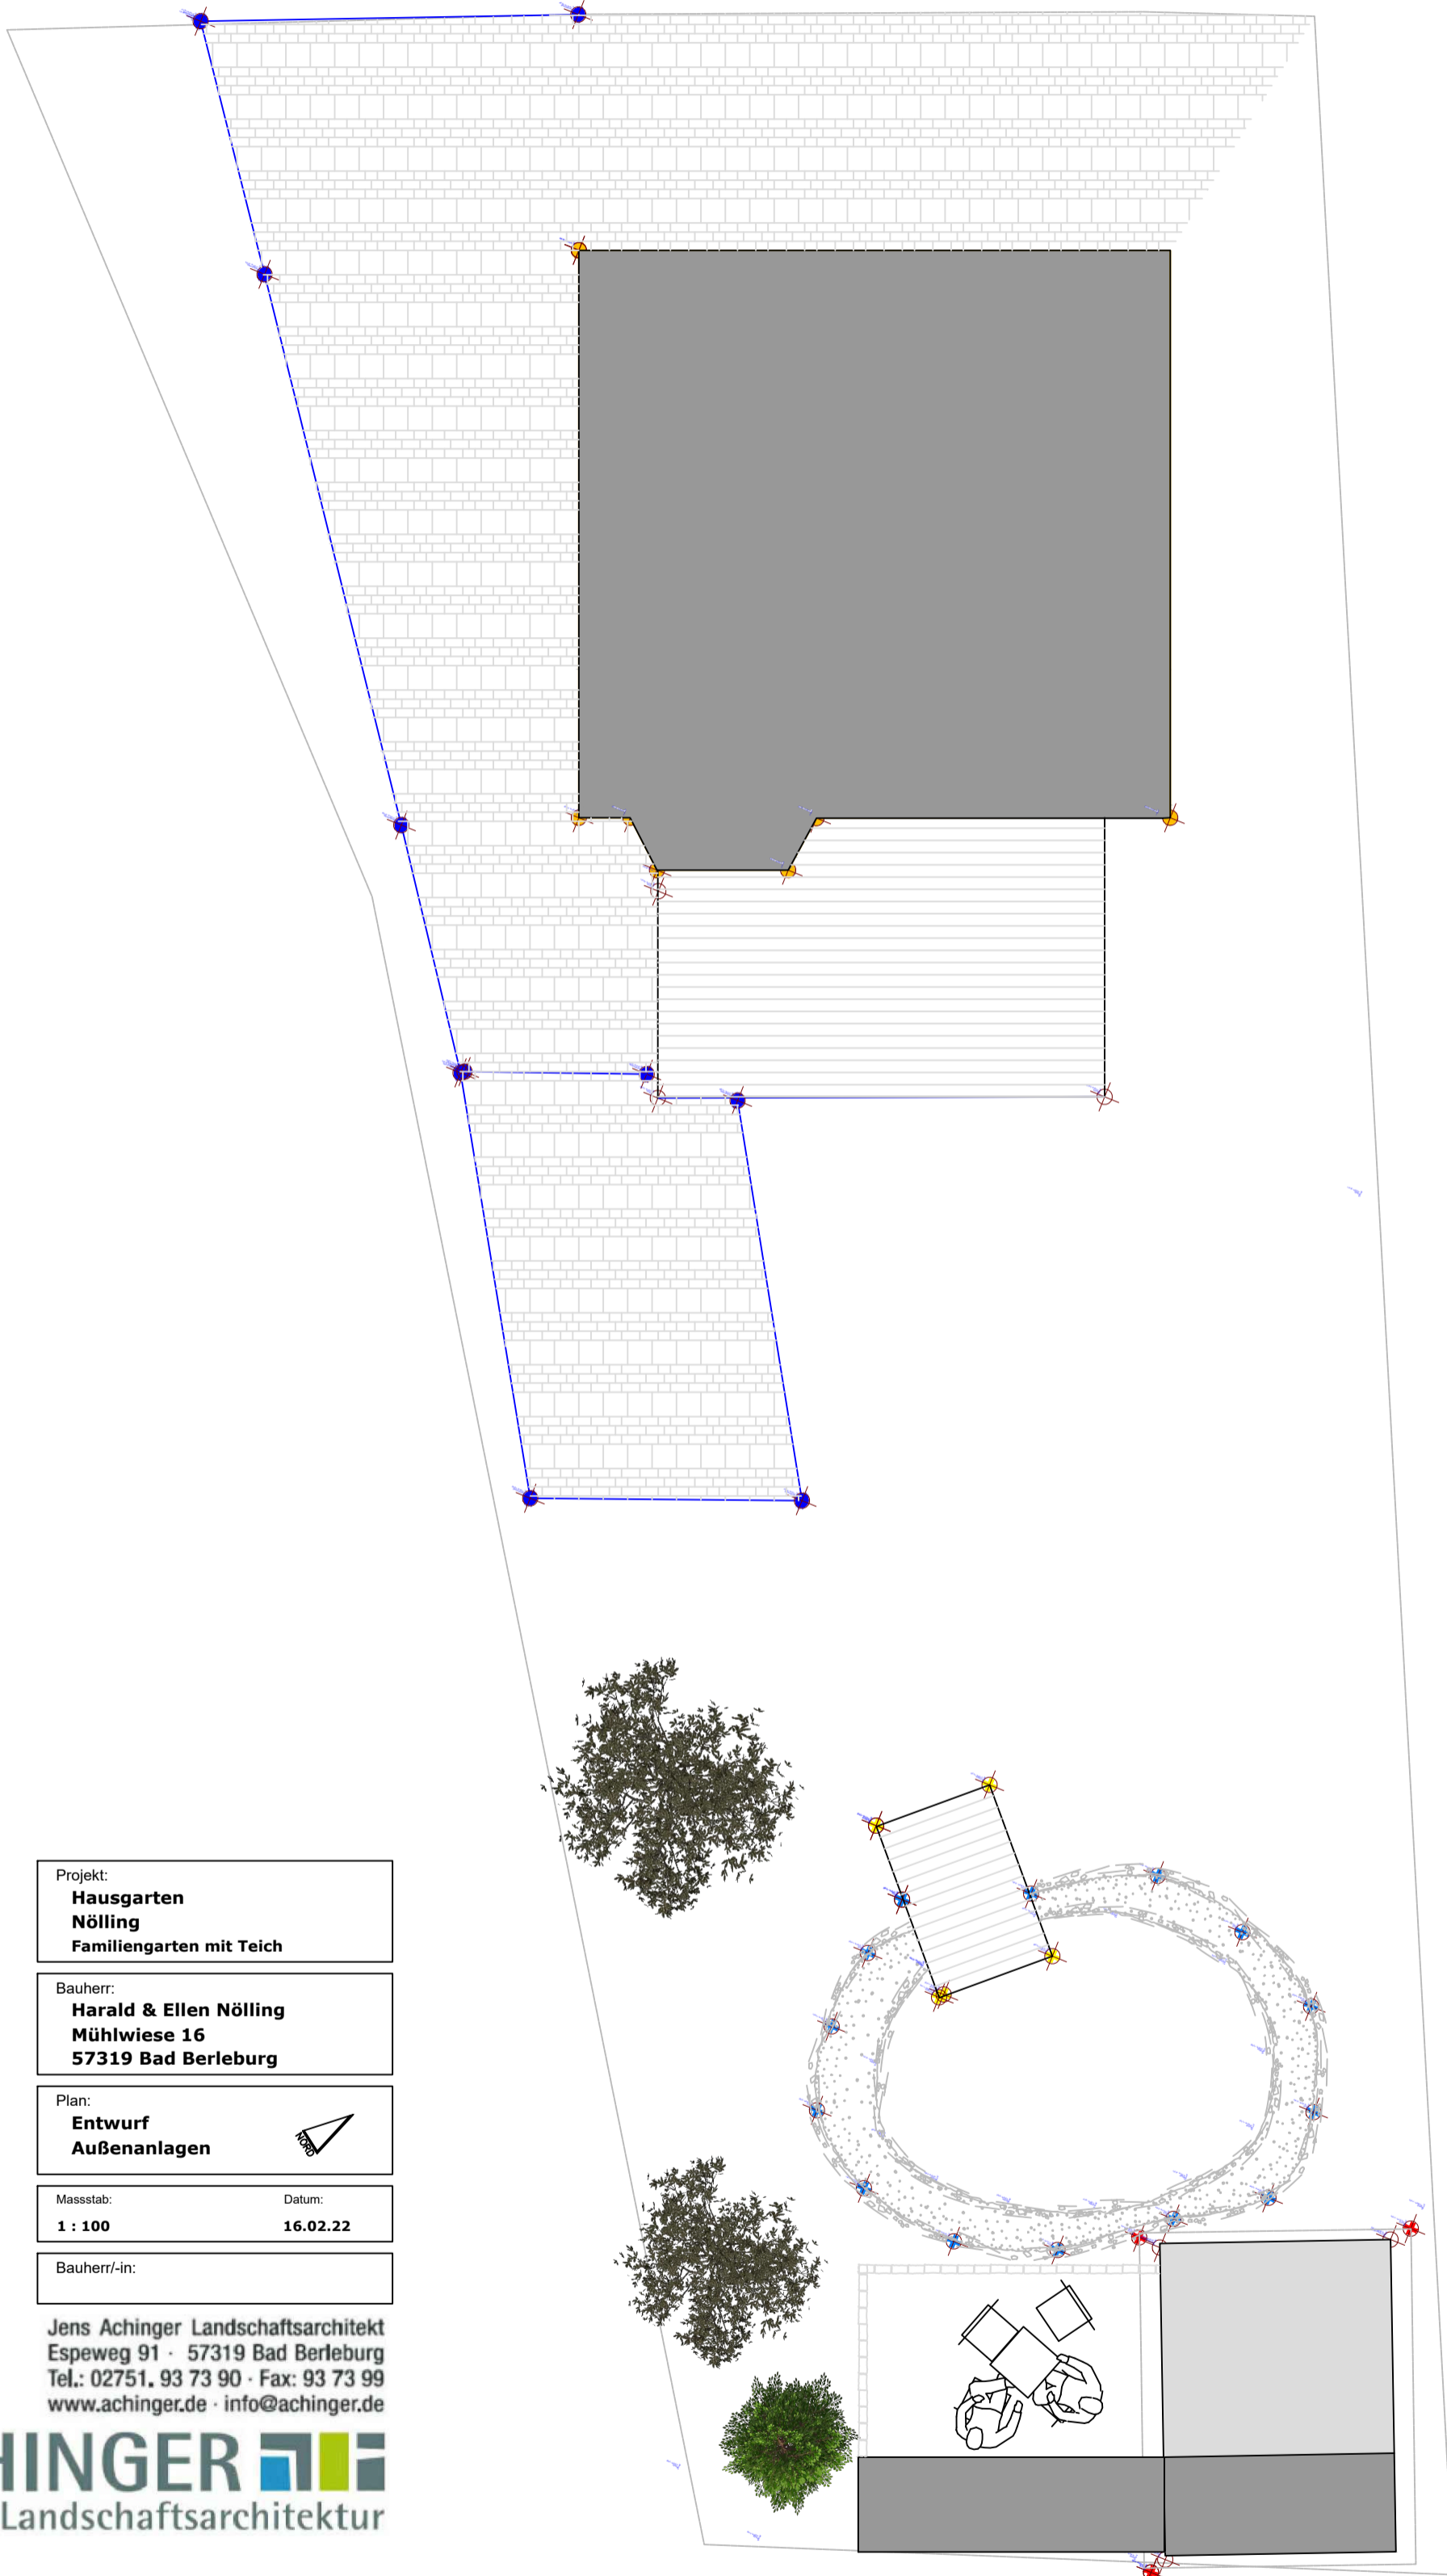 Projekt:
Hausgarten
Nölling
Familiengarten mit Teich
Bauherr:
Harald & Ellen Nölling
Mühlwiese 16
57319 Bad Berleburg
Plan:
Entwurf
Außenanlagen
NORD
Massstab: Datum:
1 : 100 16.02.22
Bauherr/-in:
Jens Achinger Landschaftsarchitekt
Espeweg 91 · 57319 Bad Berleburg
Tel.: 02751. 93 73 90 · Fax: 93 73 99
www.achinger.de · info@achinger.de
HINGER
Landschaftsarchitektur